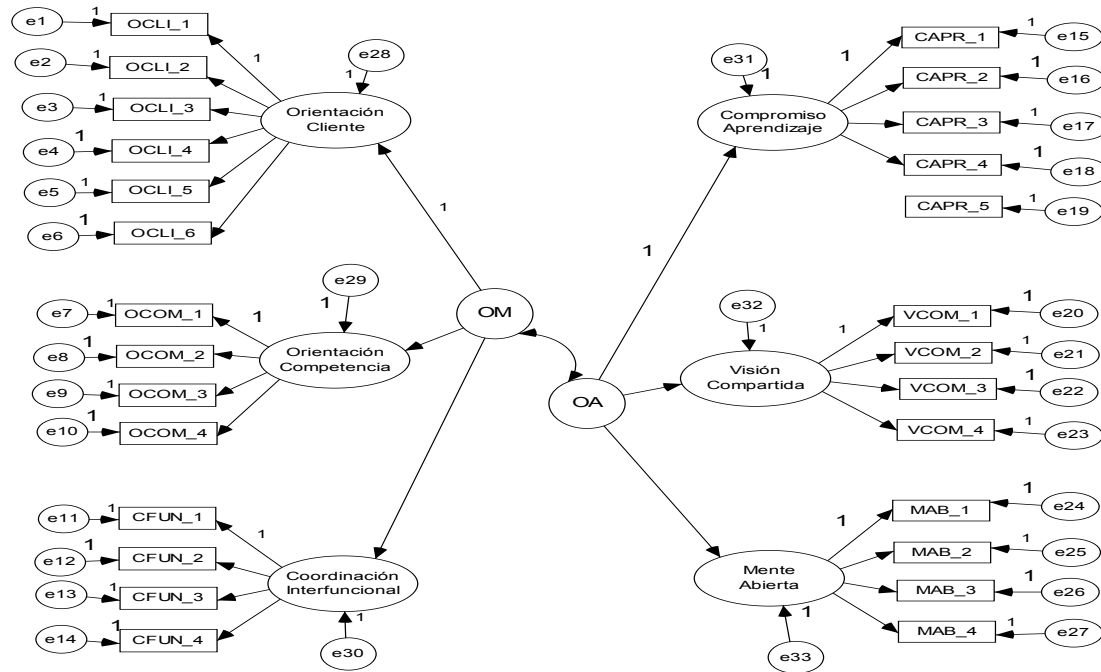 e1 1 OCLI_1
e2 1 OCLI_2
e3 1 OCLI_3
e4 1 OCLI_4
e5 1 OCLI_5
e6 1 OCLI_6
1
e28
1
Orientación
Cliente
1
e7 1 OCOM_1
e8 1 OCOM_2
e9 1 OCOM_3
e10 1 OCOM_4
1
e29
1
Orientación
Competencia
OM
e11 1 CFUN_1
e12 1 CFUN_2
e13 1 CFUN_3
e14 1 CFUN_4
1
Coordinación
Interfuncional
1
e30
OA
1
e31
1
Compromiso
Aprendizaje
1
CAPR_1 1 e15
CAPR_2 1 e16
CAPR_3 1 e17
CAPR_4 1 e18
CAPR_5 1 e19
e32
1
Visión
Compartida
1
VCOM_1 1 e20
VCOM_2 1 e21
VCOM_3 1 e22
VCOM_4 1 e23
Mente
Abierta
1
e33
1
MAB_1 1 e24
MAB_2 1 e25
MAB_3 1 e26
MAB_4 1 e27